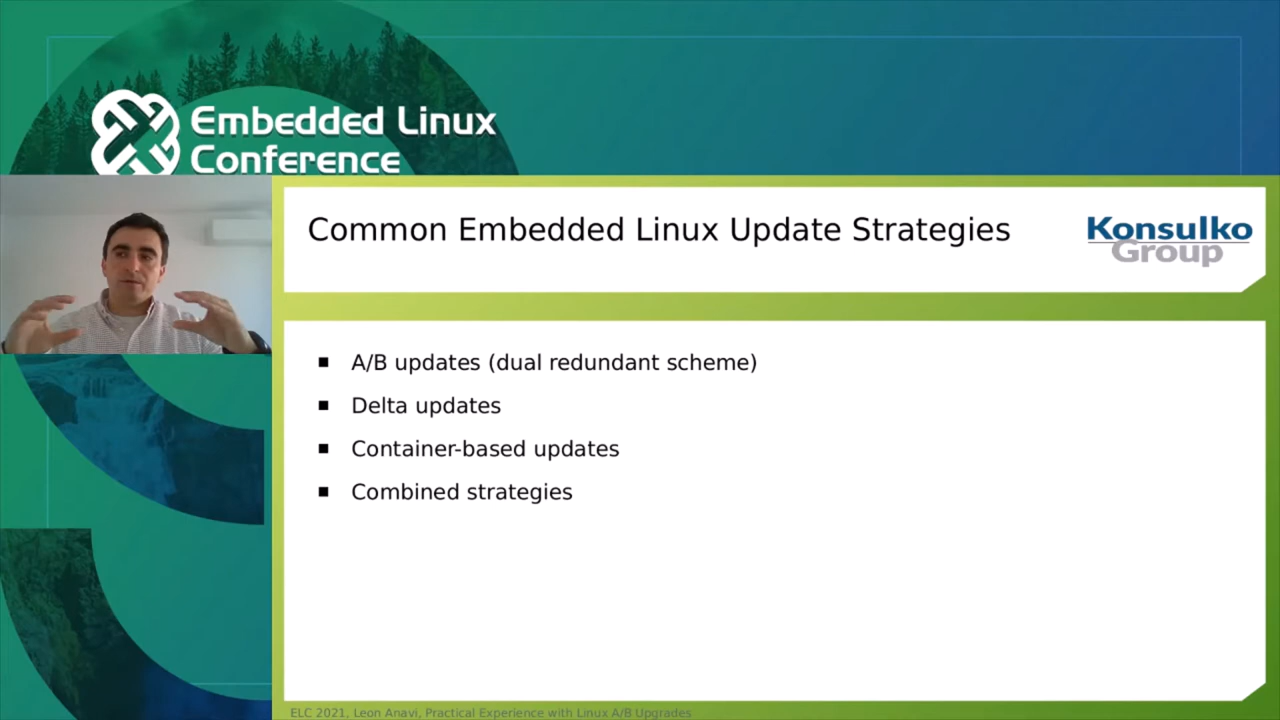 Embedded Linux
Conference
Common Embedded Linux Update Strategies
Konsulko
Group
A/B updates (dual redundant scheme)
Delta updates
Container-based updates
Combined strategies
ELC 2021, Leon Anavi, Practical Experience with Linux A/B Upgrades